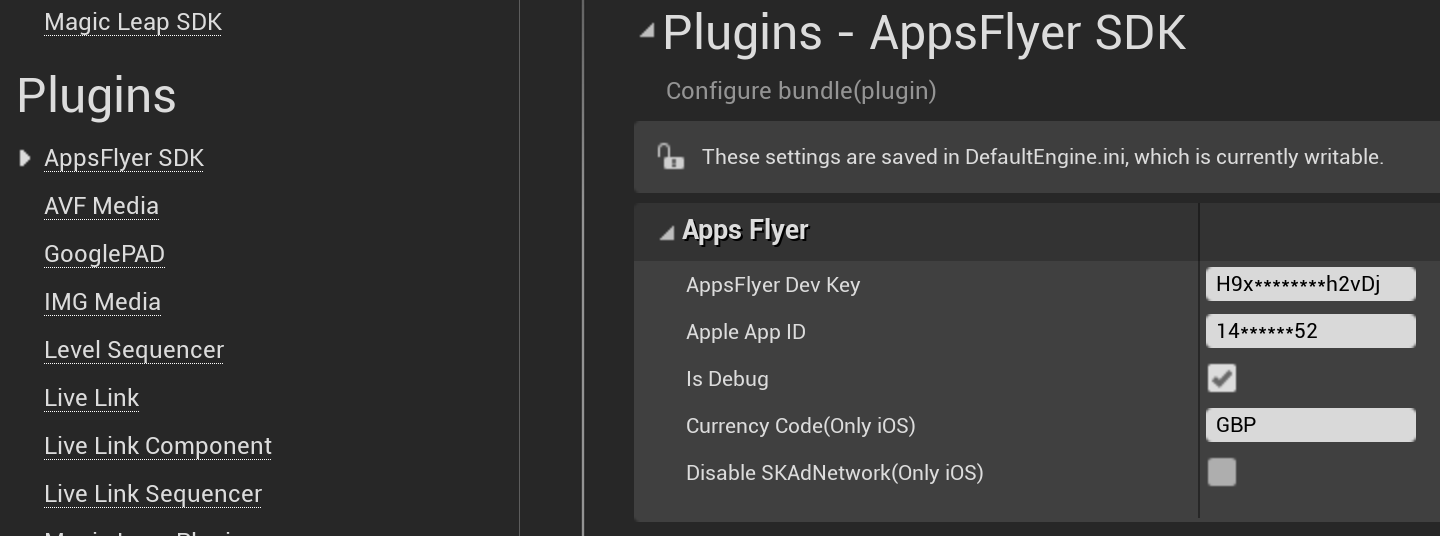 Magic Leap SDK
Plugins
AppsFlyer SDK
AVF Media
GooglePAD
IMG Media
Level Sequencer
Live Link
Live Link Component
Live Link Sequencer
Plugins - AppsFlyer SDK
Configure bundle(plugin)
These settings are saved in DefaultEngine.ini, which is currently writable.
Apps Flyer
AppsFlyer Dev Key H9x********h2vDj
Apple App ID 14******52
Is Debug
Currency Code(Only iOS) GBP
Disable SKAdNetwork(Only iOS)